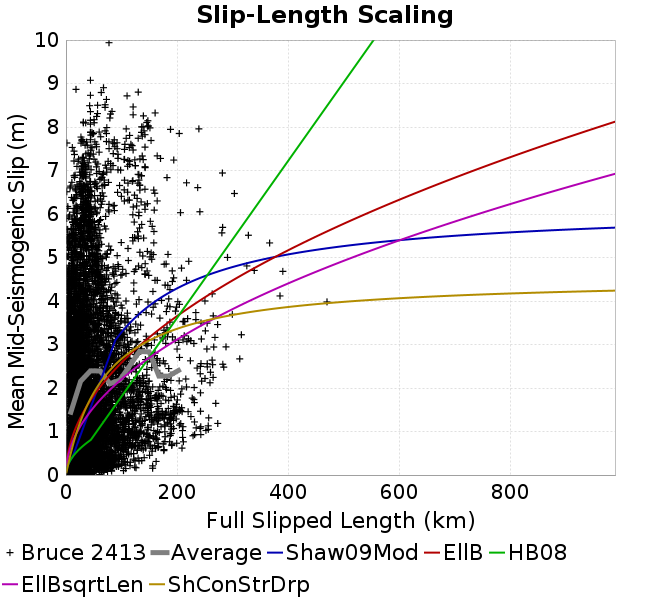 Slip-Length Scaling
Mean Mid-Seismogenic Slip (m)
10
9
8
7
6
5
4
3
2
1
0
0 200 400 600 800
Full Slipped Length (km)
Bruce 2413 Average Shaw09Mod EllB HB08
EllBsqrtLen ShConStrDrp